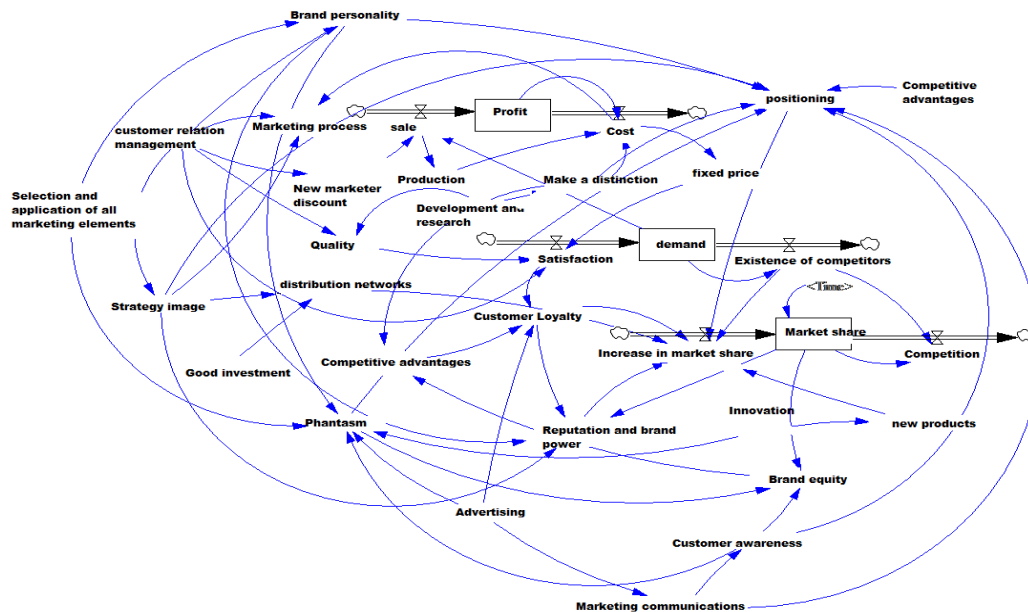 Brand personality
Competitive
advantages
positioning
Profit
customer relation
management
Marketing process
sale
Cost
New marketer
discount
Production
Make a distinction
fixed price
Selection and
application of all
marketing elements
Development and
research
Quality
Satisfaction
demand
Existence of competitors
distribution networks
<Time>
Strategy image
Customer Loyalty
Market share
Increase in market share
Competition
Good investment
Competitive advantages
Innovation
Phantasm
Reputation and brand
power
new products
Brand equity
Advertising
Customer awareness
Marketing communications